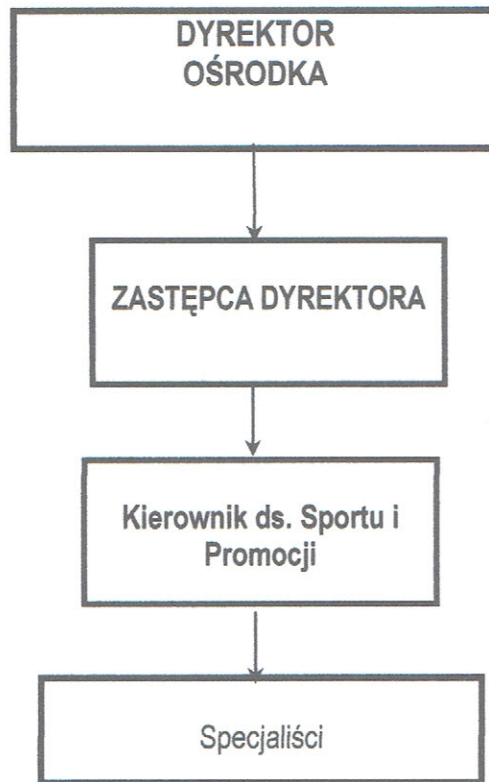 DYREKTOR
OŚRODKA
ZASTĘPCA DYREKTORA
Kierownik ds. Sportu i
Promocji
Specjaliści